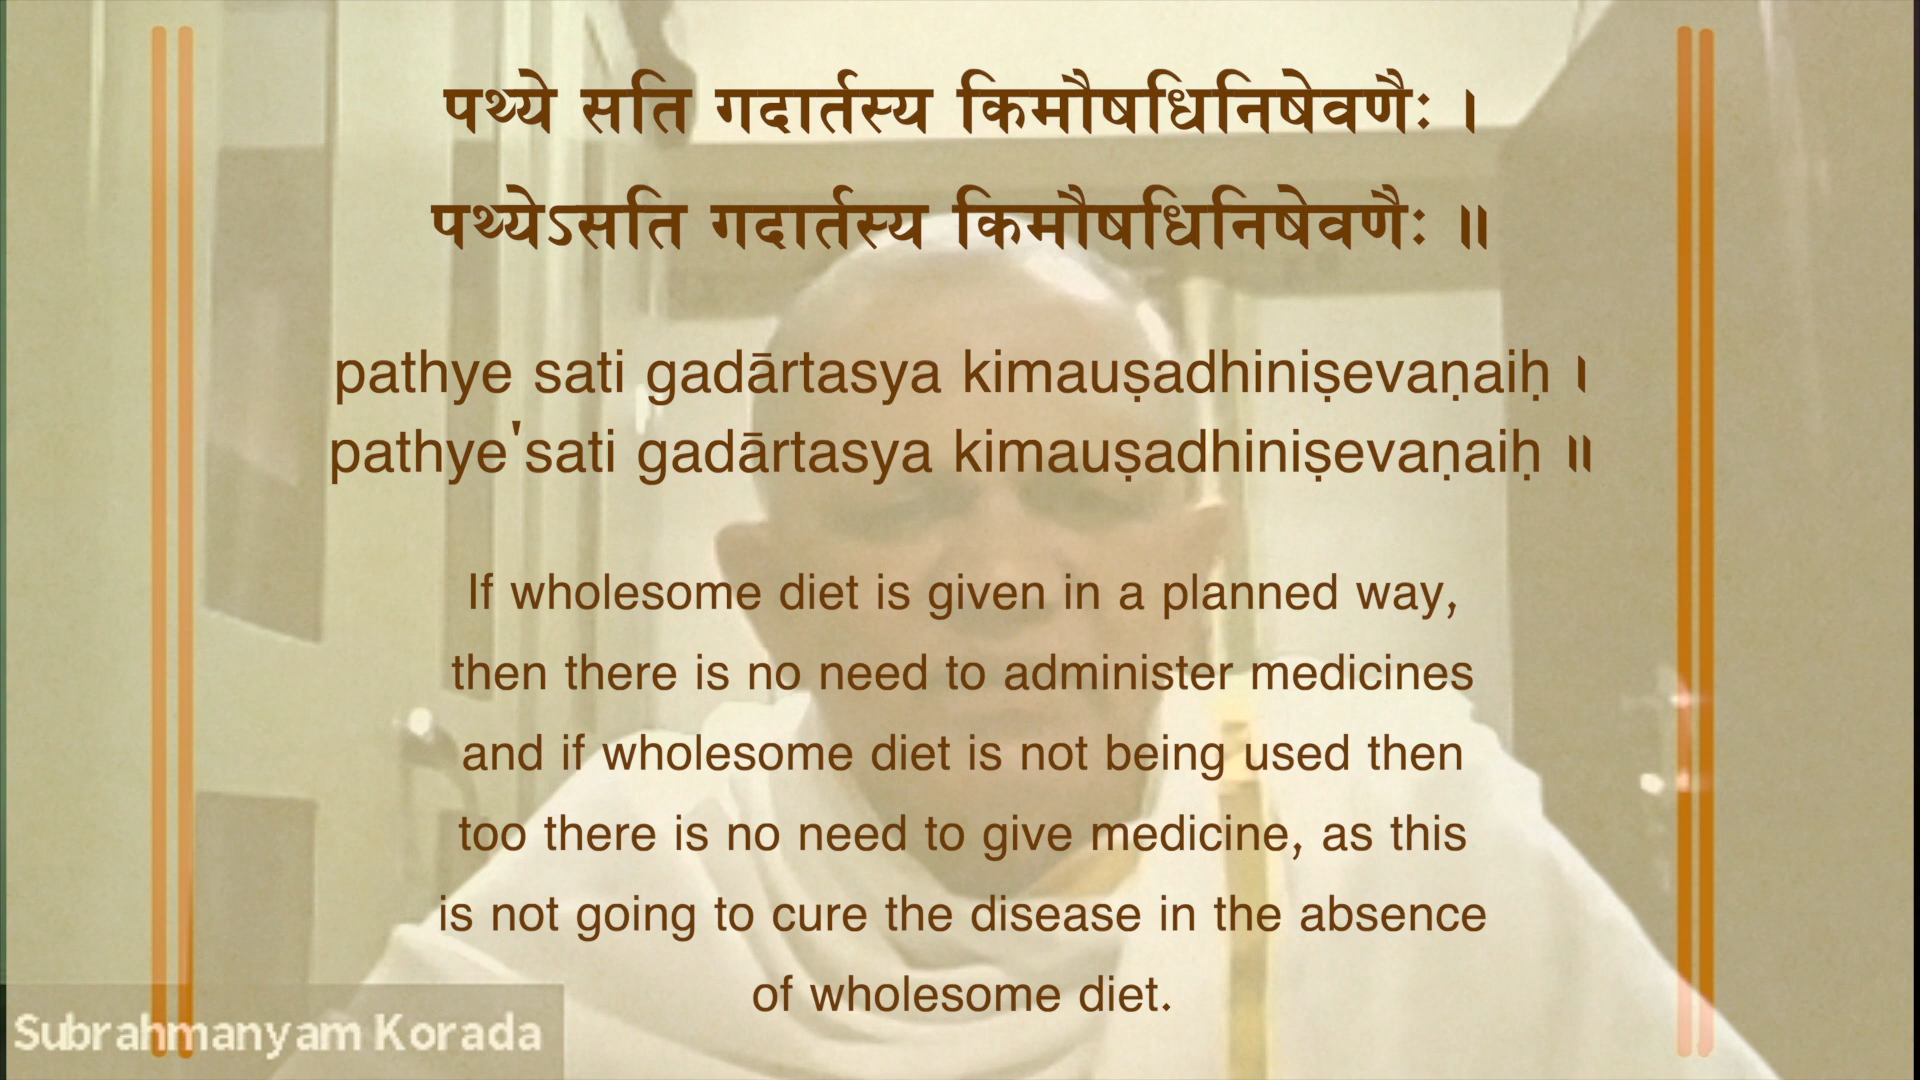 पथ्ये सति गदार्तस्य किमौषधिनिषेवणैः ।
पथ्येऽसति गदार्तस्य किमौषधिनिषेवणैः ॥
pathye sati gadārtasya kimauṣadhiniṣevaṇaiḥ ।
pathye'sati gadārtasya kimauṣadhiniṣevaṇaiḥ ॥
If wholesome diet is given in a planned way,
then there is no need to administer medicines
and if wholesome diet is not being used then
too there is no need to give medicine, as this
is not going to cure the disease in the absence
of wholesome diet.
Subrahmanyam Korada